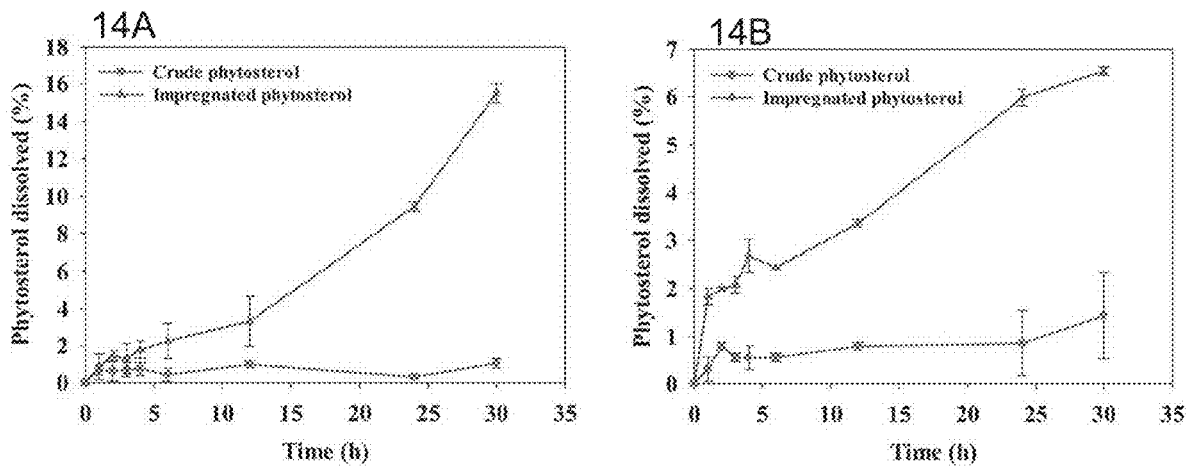 14A
18
16
14
12
10
8
6
4
2
0
Phytosterol dissolved (%)
Crude phytosterol
Impregnated phytosterol
0 5 10 15 20 25 30 35
Time (h)
14B
7
6
5
4
3
2
1
0
Phytosterol dissolved (%)
Crude phytosterol
Impregnated phytosterol
0 5 10 15 20 25 30 35
Time (h)